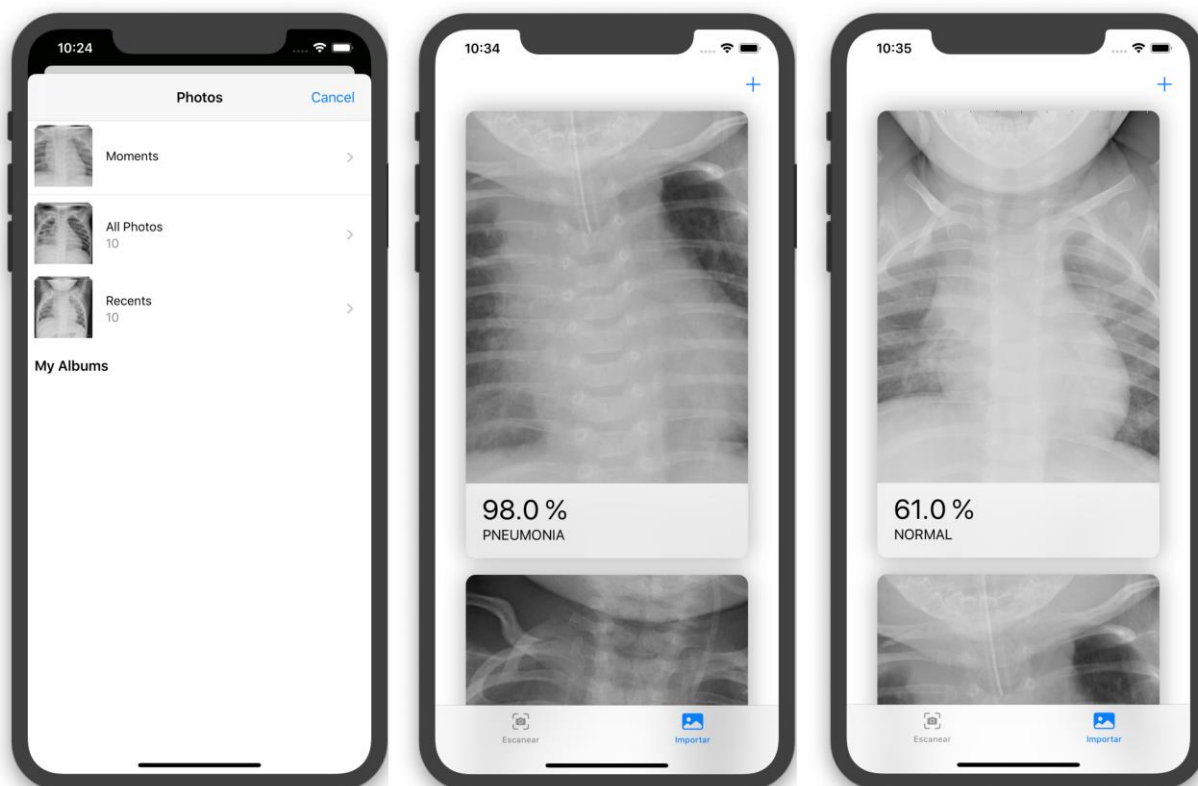 10:24
Photos
Cancel
Moments
All Photos
10
Recents
10
My Albums
10:34
+
98.0 %
PNEUMONIA
Escanear
Importar
10:35
+
61.0 %
NORMAL
Escanear
Importar